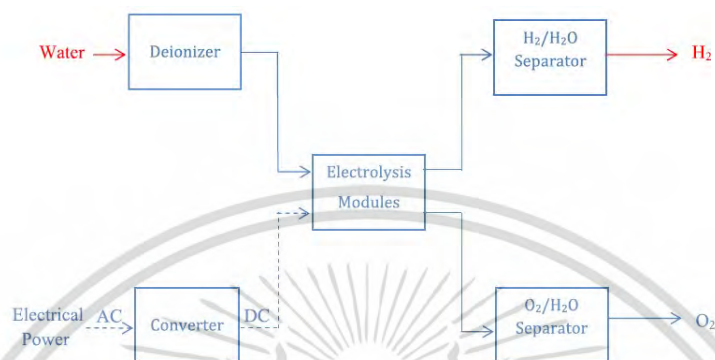 Water
Deionizer
H₂/H₂O
Separator
H₂
Electrolysis
Modules
Electrical
Power
AC
Converter
DC
O₂/H₂O
Separator
O₂